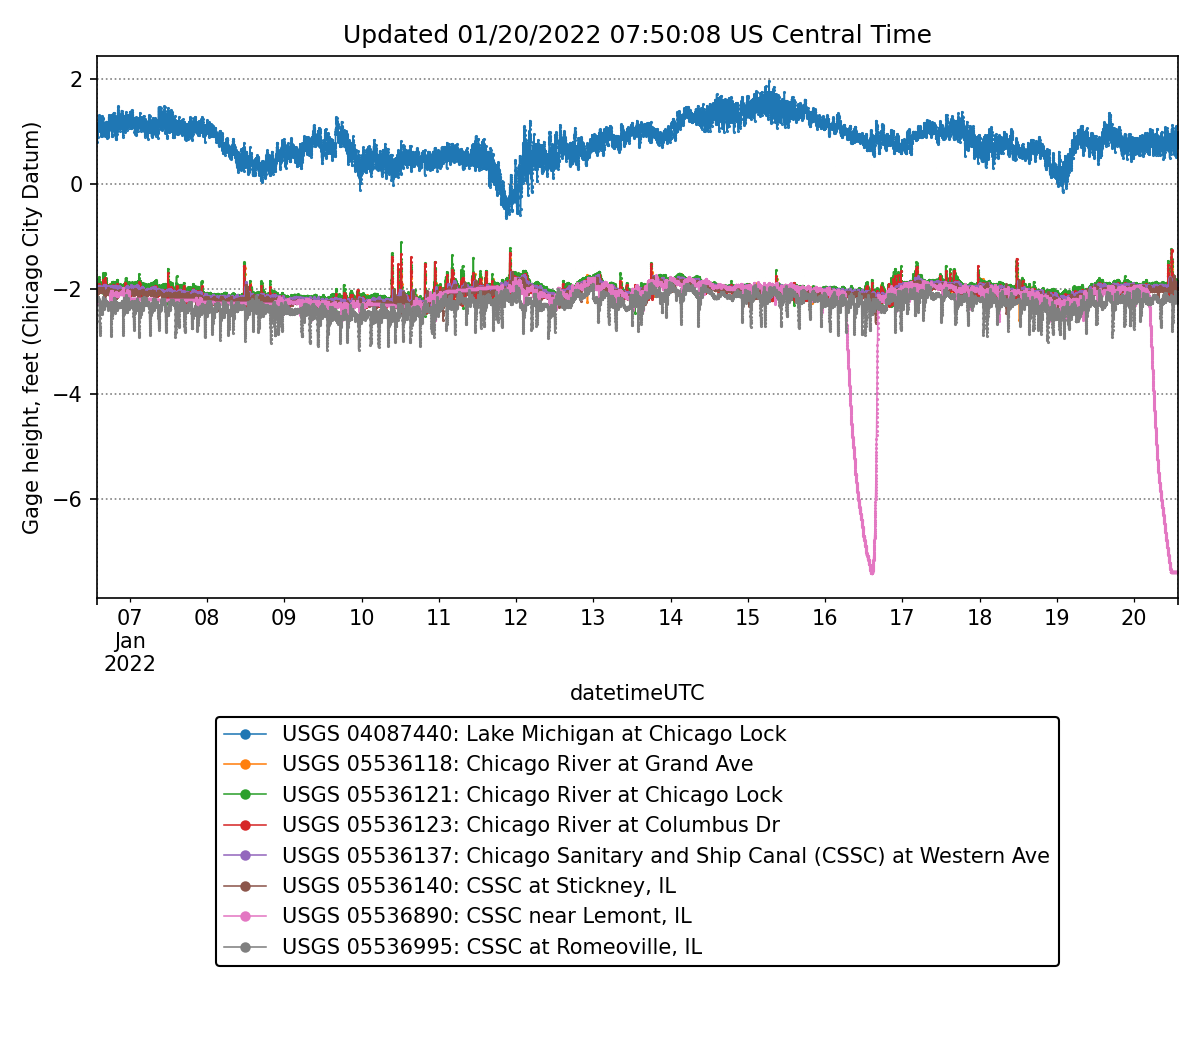 Updated 01/20/2022 07:50:08 US Central Time
Gage height, feet (Chicago City Datum)
2
0
−2
−4
−6
07 08 09 10 11 12 13 14 15 16 17 18 19 20
Jan
2022
datetimeUTC
USGS 04087440: Lake Michigan at Chicago Lock
USGS 05536118: Chicago River at Grand Ave
USGS 05536121: Chicago River at Chicago Lock
USGS 05536123: Chicago River at Columbus Dr
USGS 05536137: Chicago Sanitary and Ship Canal (CSSC) at Western Ave
USGS 05536140: CSSC at Stickney, IL
USGS 05536890: CSSC near Lemont, IL
USGS 05536995: CSSC at Romeoville, IL